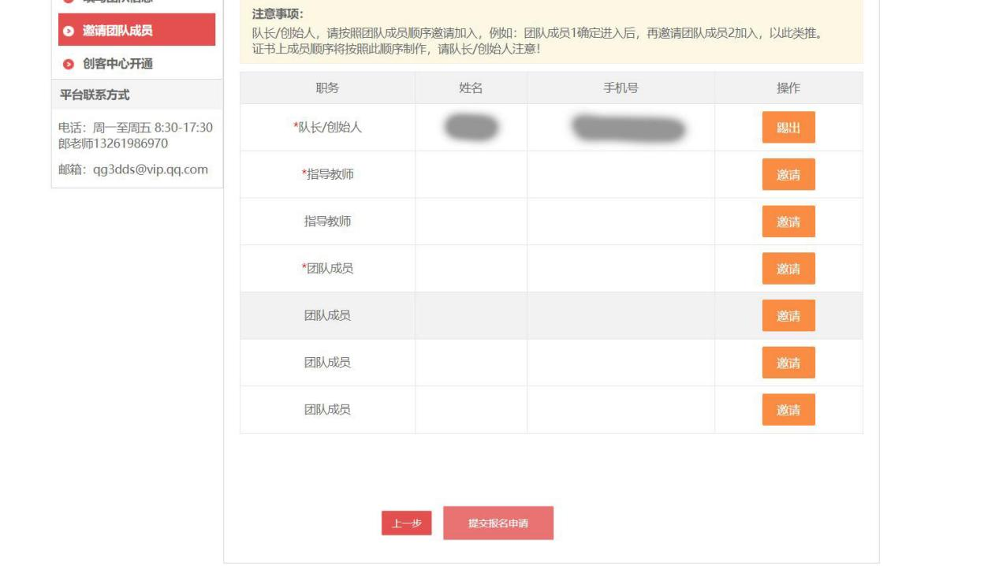 邀请团队成员
创客中心开通
平台联系方式
电话：周一至周五 8:30-17:30
郎老师13261986970
邮箱：qg3dds@vip.qq.com
注意事项：
队长/创始人，请按照团队成员顺序邀请加入，例如：团队成员1确定进入后，再邀请团队成员2加入，以此类推。
证书上成员顺序将按照此顺序制作，请队长/创始人注意！
职务 姓名 手机号 操作
*队长/创始人 踢出
*指导教师 邀请
指导教师 邀请
*团队成员 邀请
团队成员 邀请
团队成员 邀请
团队成员 邀请
上一步 提交报名申请